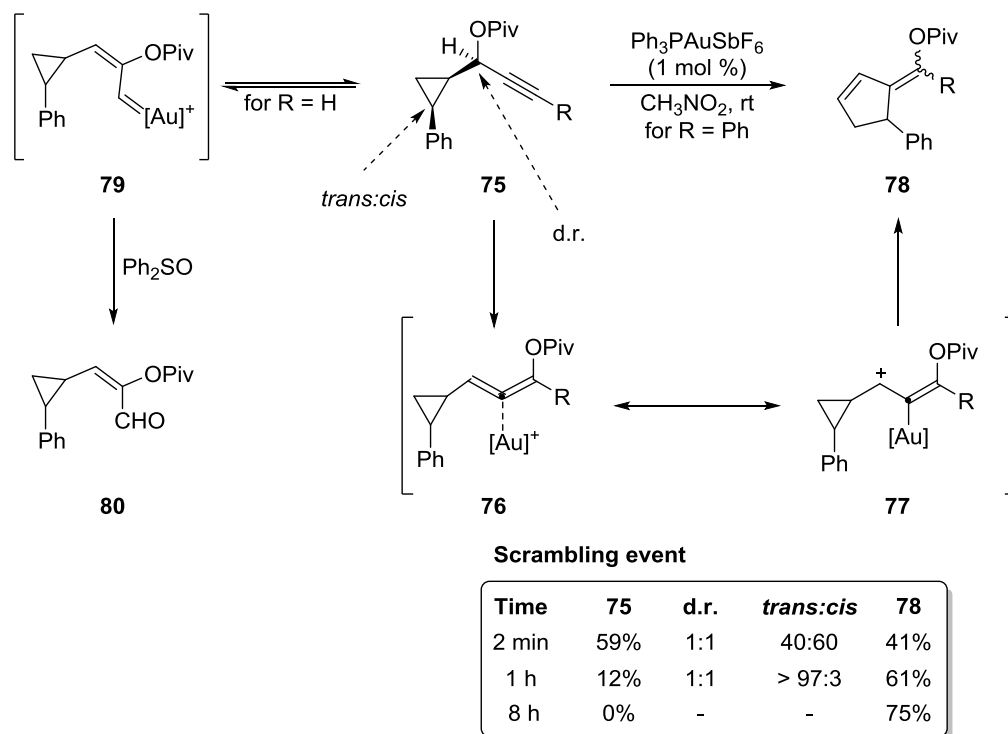 OPiv
[Au]+
Ph
79
for R = H
OPiv
H
R
Ph
trans:cis
75
d.r.
Ph3PAuSbF6
(1 mol %)
CH3NO2, rt
for R = Ph
OPiv
R
Ph
78
Ph2SO
OPiv
CHO
Ph
80
OPiv
R
[Au]+
Ph
76
+
OPiv
R
[Au]
Ph
77
Scrambling event
Time 75 d.r. trans:cis 78
2 min 59% 1:1 40:60 41%
1 h 12% 1:1 > 97:3 61%
8 h 0% - - 75%